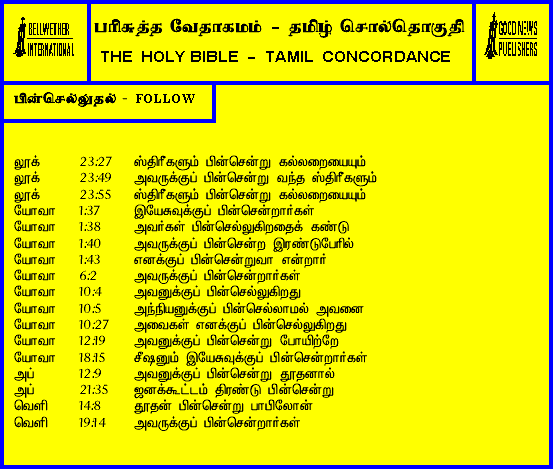 BELLWETHER
INTERNATIONAL
பரிசுத்த வேதாகமம் - தமிழ் சொல்தொகுதி
THE HOLY BIBLE - TAMIL CONCORDANCE
GOOD NEWS
PUBLISHERS
பின்செல்லுதல் - FOLLOW
லூக் 23:27 ஸ்திரீகளும் பின்சென்று கல்லறையையும்
லூக் 23:49 அவருக்குப் பின்சென்று வந்த ஸ்திரீகளும்
லூக் 23:55 ஸ்திரீகளும் பின்சென்று கல்லறையையும்
யோவா 1:37 இயேசுவுக்குப் பின்சென்றார்கள்
யோவா 1:38 அவர்கள் பின்செல்லுகிறதைக் கண்டு
யோவா 1:40 அவருக்குப் பின்சென்ற இரண்டுபேரில்
யோவா 1:43 எனக்குப் பின்சென்றுவா என்றார்
யோவா 6:2 அவருக்குப் பின்சென்றார்கள்
யோவா 10:4 அவனுக்குப் பின்செல்லுகிறது
யோவா 10:5 அந்நியனுக்குப் பின்செல்லாமல் அவனை
யோவா 10:27 அவைகள் எனக்குப் பின்செல்லுகிறது
யோவா 12:19 அவனுக்குப் பின்சென்று போயிற்றே
யோவா 18:15 சீஷனும் இயேசுவுக்குப் பின்சென்றார்கள்
அப் 12:9 அவனுக்குப் பின்சென்று தூதனால்
அப் 21:35 ஜனக்கூட்டம் திரண்டு பின்சென்று
வெளி 14:8 தூதன் பின்சென்று பாபிலோன்
வெளி 19:14 அவருக்குப் பின்சென்றார்கள்